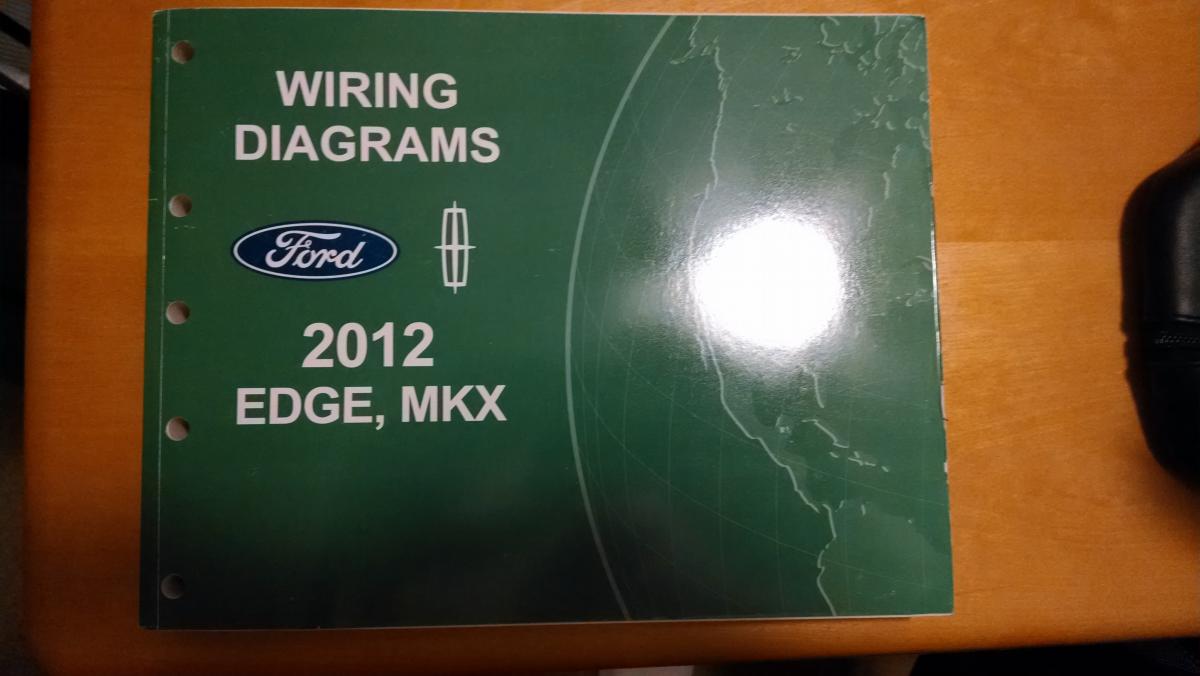 WIRING
DIAGRAMS
Ford
2012
EDGE, MKX